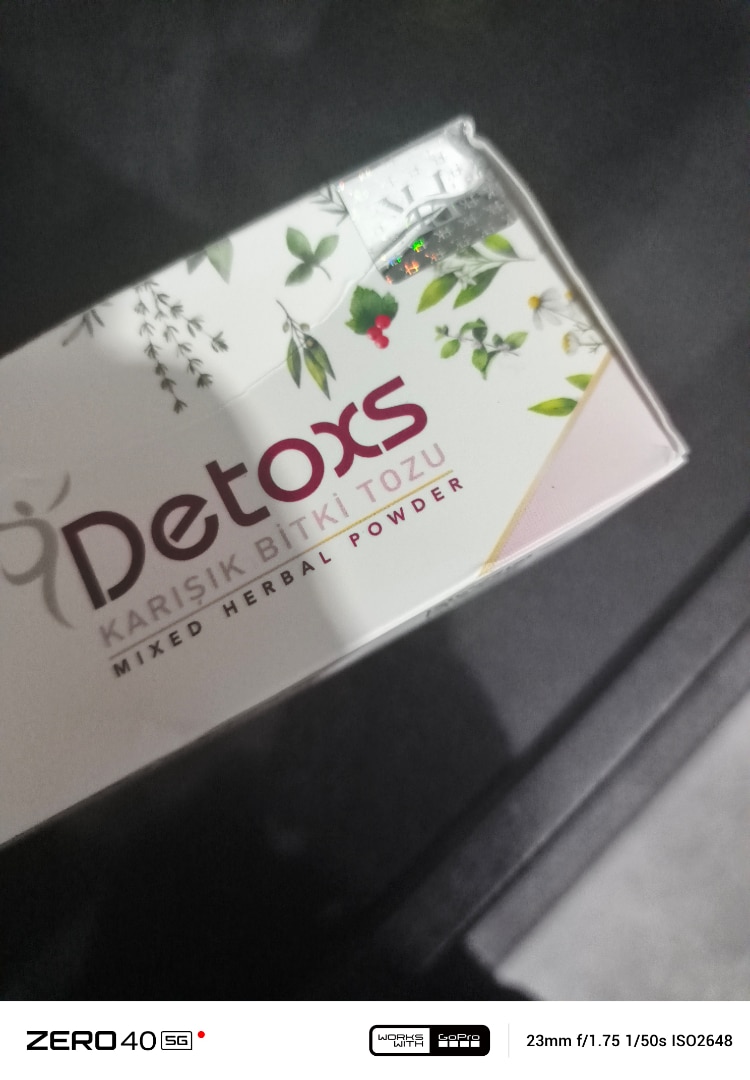 Detoxs
KARIŞIK BİTKİ TOZU
MIXED HERBAL POWDER
ZERO 40 5G
WORKS WITH GoPro
23mm f/1.75 1/50s ISO2648